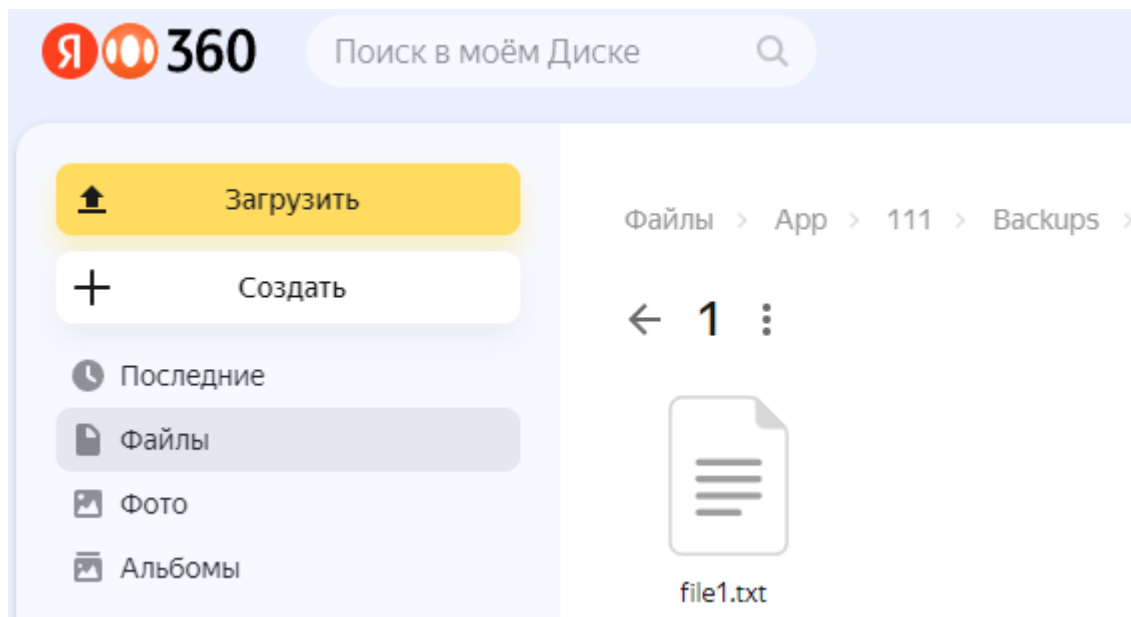 Я 360
Поиск в моём Диске
Загрузить
Создать
Последние
Файлы
Фото
Альбомы
Файлы > App > 111 > Backups >
1
file1.txt